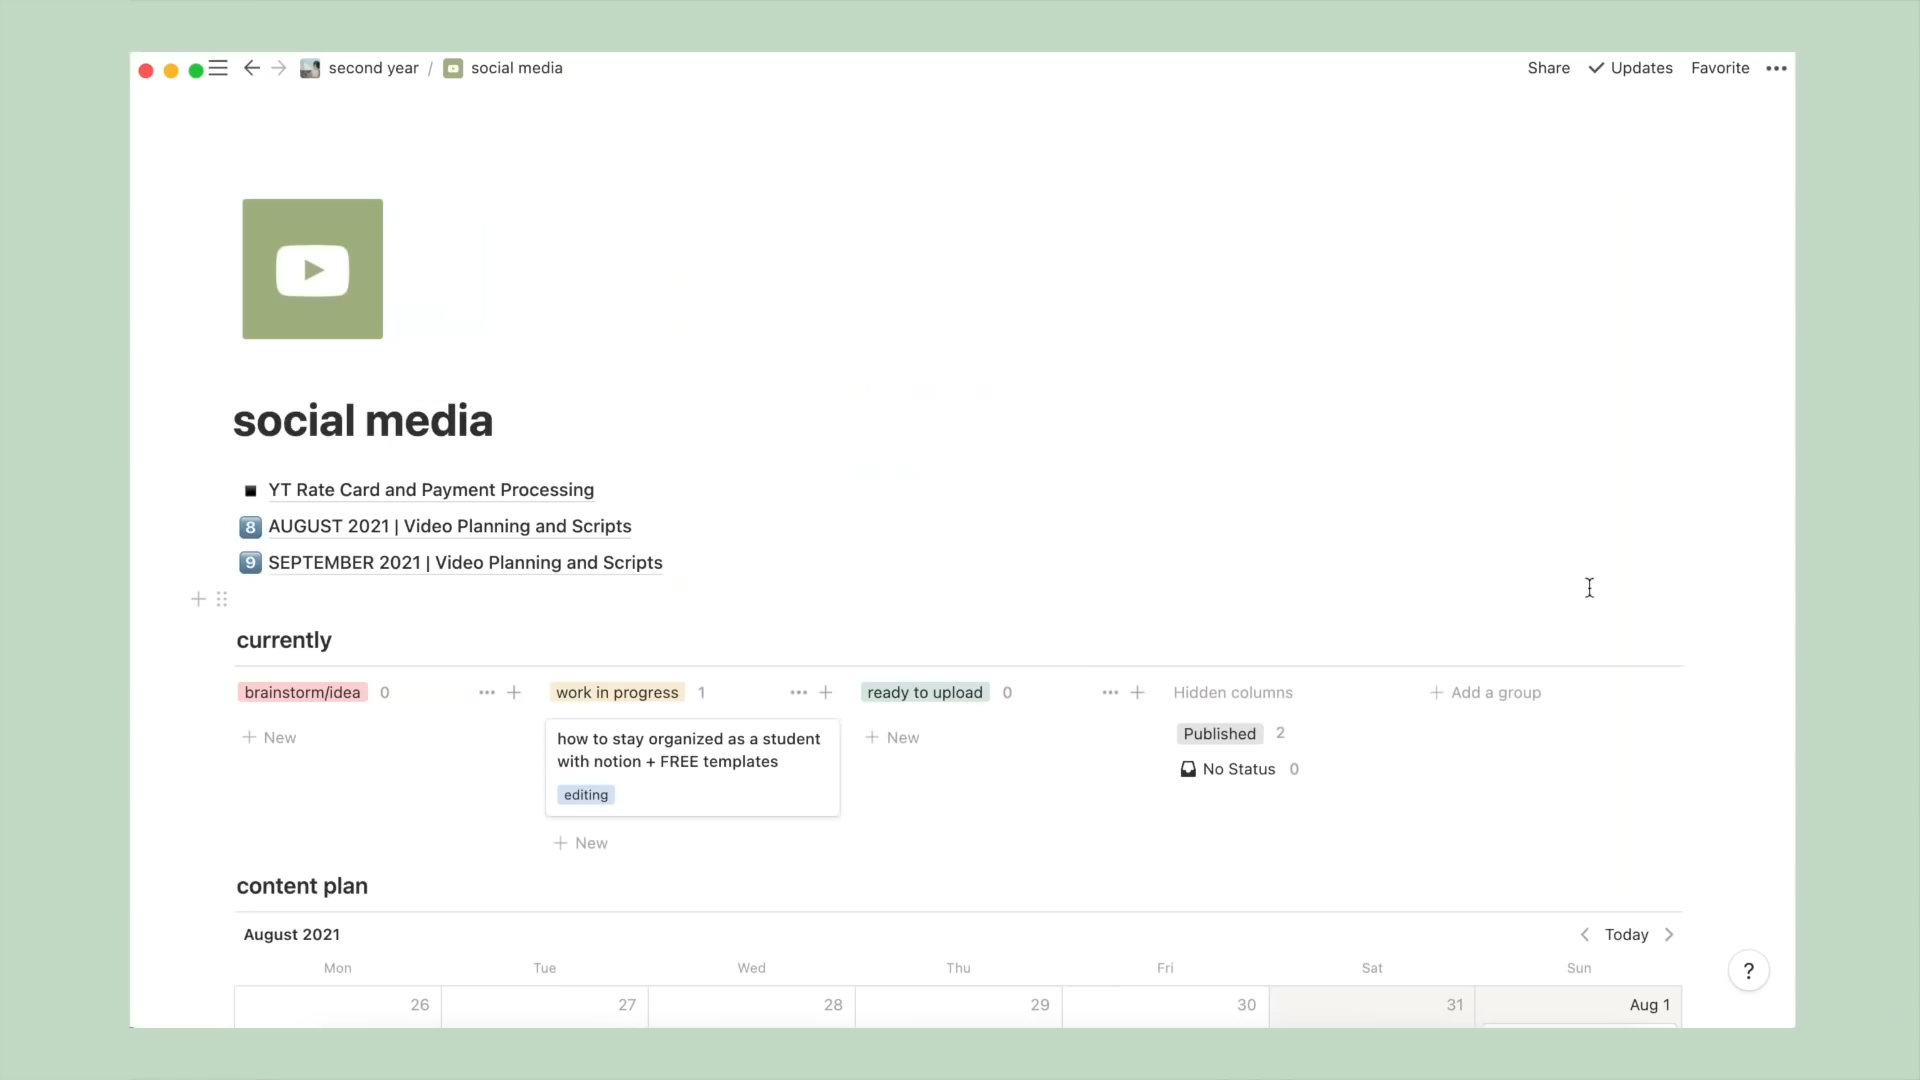 second year / social media
Share Updates Favorite
social media
YT Rate Card and Payment Processing
8 AUGUST 2021 | Video Planning and Scripts
9 SEPTEMBER 2021 | Video Planning and Scripts
currently
brainstorm/idea 0 work in progress 1 ready to upload 0 Hidden columns + Add a group
+ New
how to stay organized as a student
with notion + FREE templates
editing
+ New
+ New
Published 2
No Status 0
content plan
August 2021 Today
Mon Tue Wed Thu Fri Sat Sun
26 27 28 29 30 31 Aug 1
?